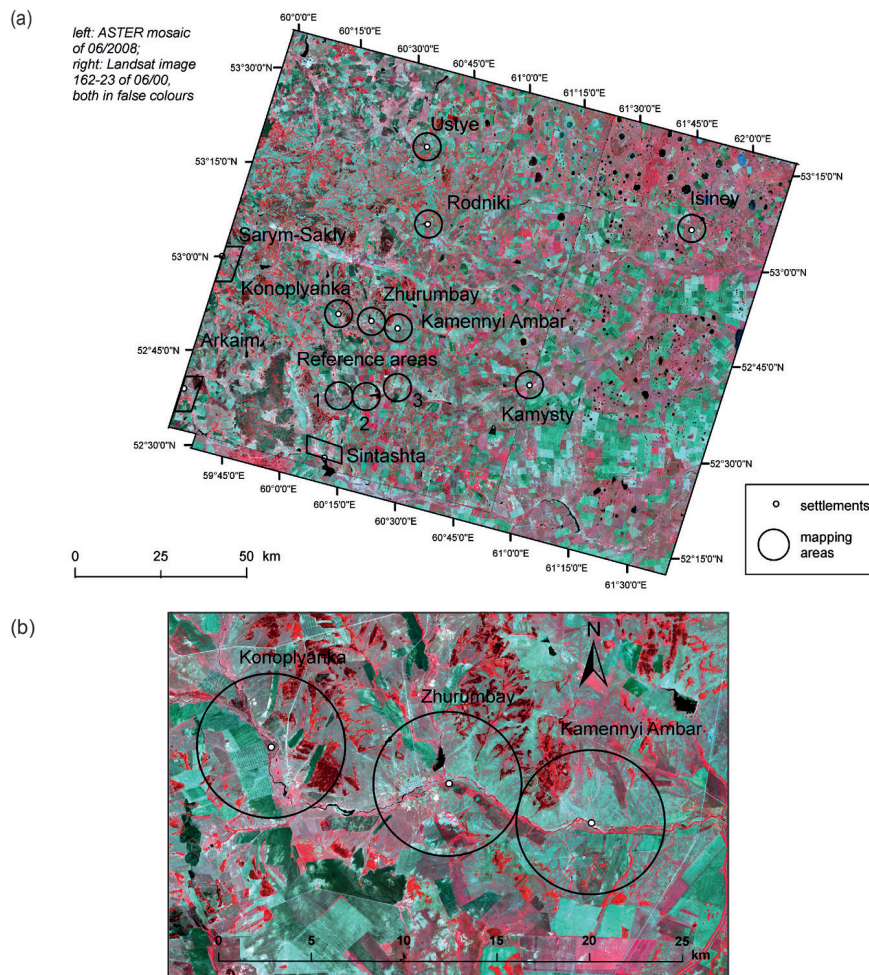 (a)
left: ASTER mosaic
of 06/2008;
right: Landsat image
162-23 of 06/00,
both in false colours
60°0'0"E
60°15'0"E
60°30'0"E
60°45'0"E
61°0'0"E
61°15'0"E
61°30'0"E
61°45'0"E
62°0'0"E
53°30'0"N
53°15'0"N
53°0'0"N
52°45'0"N
52°30'0"N
53°15'0"N
53°0'0"N
52°45'0"N
52°30'0"N
52°15'0"N
Ustye
Rodniki
Isiney
Sarym-Sakly
Konoplyanka
Zhurumbay
Kamennyi Ambar
Arkaim
Reference areas
1
2
3
Kamysty
Sintashta
59°45'0"E
60°0'0"E
60°15'0"E
60°30'0"E
60°45'0"E
61°0'0"E
61°15'0"E
61°30'0"E
settlements
mapping
areas
0 25 50 km
(b)
N
Konoplyanka
Zhurumbay
Kamennyi Ambar
0 5 10 15 20 25
km